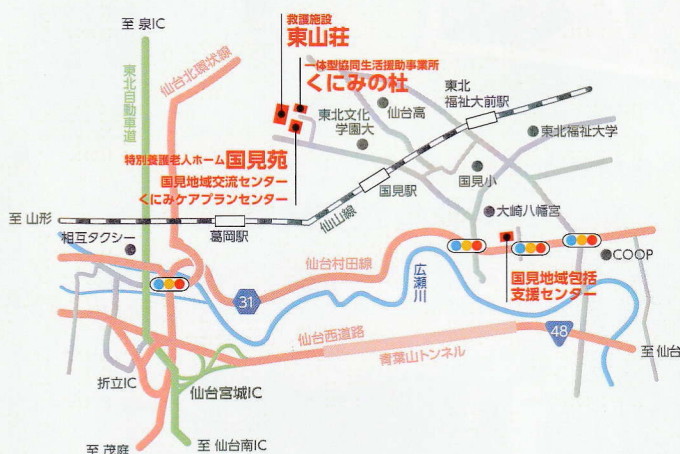 至 泉IC
東北自動車道
仙台北環状線
救護施設
東山荘
一体型協同生活援助事業所
くにみの杜
東北文化
学園大
仙台高
東北
福祉大前駅
東北福祉大学
特別養護老人ホーム 国見苑
国見地域交流センター
くにみケアプランセンター
国見駅
国見小
大崎八幡宮
至 山形
相互タクシー
葛岡駅
仙山線
仙台村田線
広瀬川
COOP
国見地域包括
支援センター
31
仙台西道路
青葉山トンネル
48
至 仙台
折立IC
仙台宮城IC
至 茂庭
至 仙台南IC